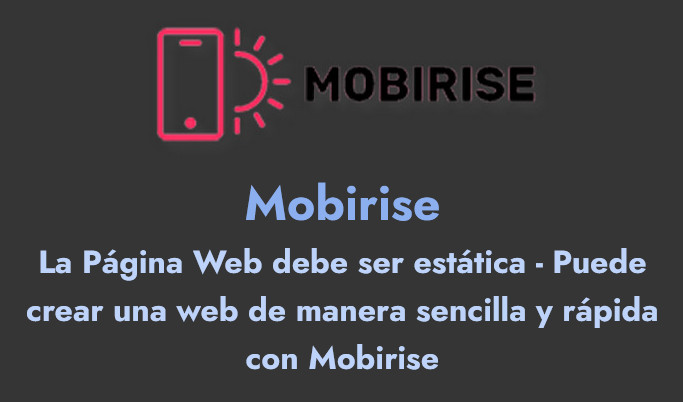 MOBIRISE
Mobirise
La Página Web debe ser estática - Puede
crear una web de manera sencilla y rápida
con Mobirise